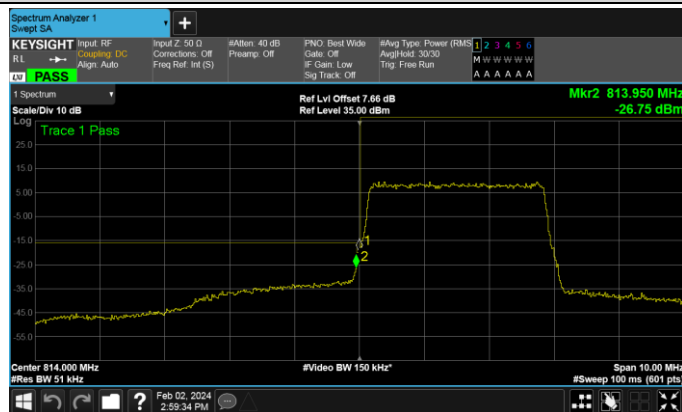 Spectrum Analyzer 1
Swept SA
KEYSIGHT
RL
LXI PASS
Input: RF
Coupling: DC
Align: Auto
Input Z: 50 Ω
Corrections: Off
Freq Ref: Int (S)
#Atten: 40 dB
Preamp: Off
PNO: Best Wide
Gate: Off
IF Gain: Low
Sig Track: Off
#Avg Type: Power (RMS
Avg|Hold: 30/30
Trig: Free Run
1 2 3 4 5 6
M W W W W W
A A A A A A
1 Spectrum
Scale/Div 10 dB
Ref Lvl Offset 7.66 dB
Ref Level 35.00 dBm
Mkr2 813.950 MHz
-26.75 dBm
Log
Trace 1 Pass
25.0
15.0
5.00
-5.00
-15.0
-25.0
-35.0
-45.0
-55.0
1
2
Center 814.000 MHz
#Res BW 51 kHz
#Video BW 150 kHz*
Span 10.00 MHz
#Sweep 100 ms (601 pts)
?
Feb 02, 2024
2:59:34 PM